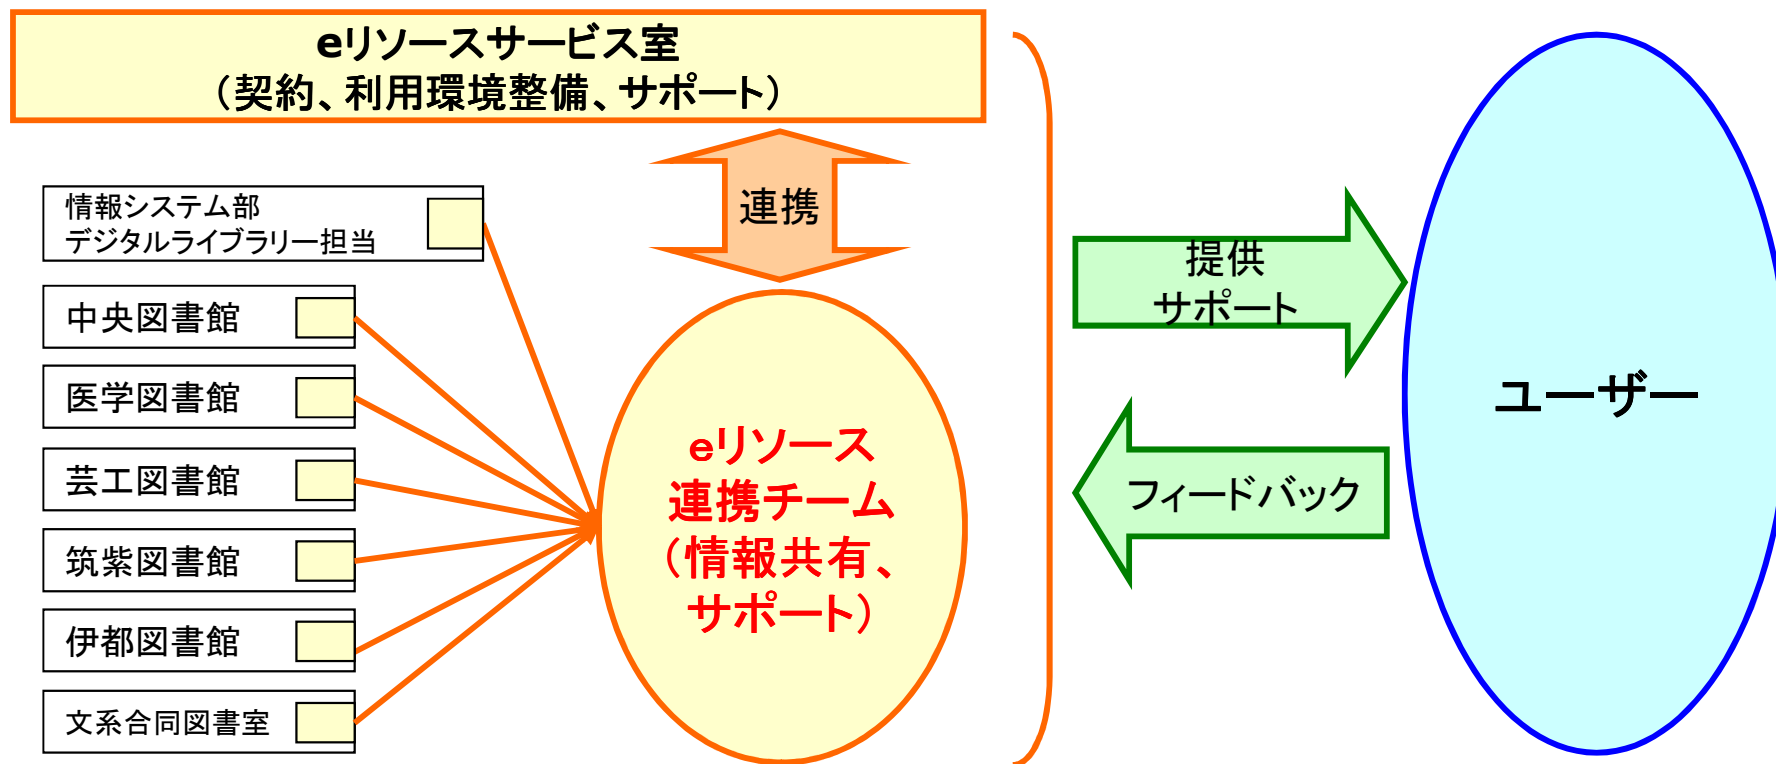 eリソースサービス室
（契約、利用環境整備、サポート）
連携
情報システム部
デジタルライブラリー担当
中央図書館
医学図書館
芸工図書館
筑紫図書館
伊都図書館
文系合同図書室
eリソース
連携チーム
（情報共有、
サポート）
提供
サポート
フィードバック
ユーザー